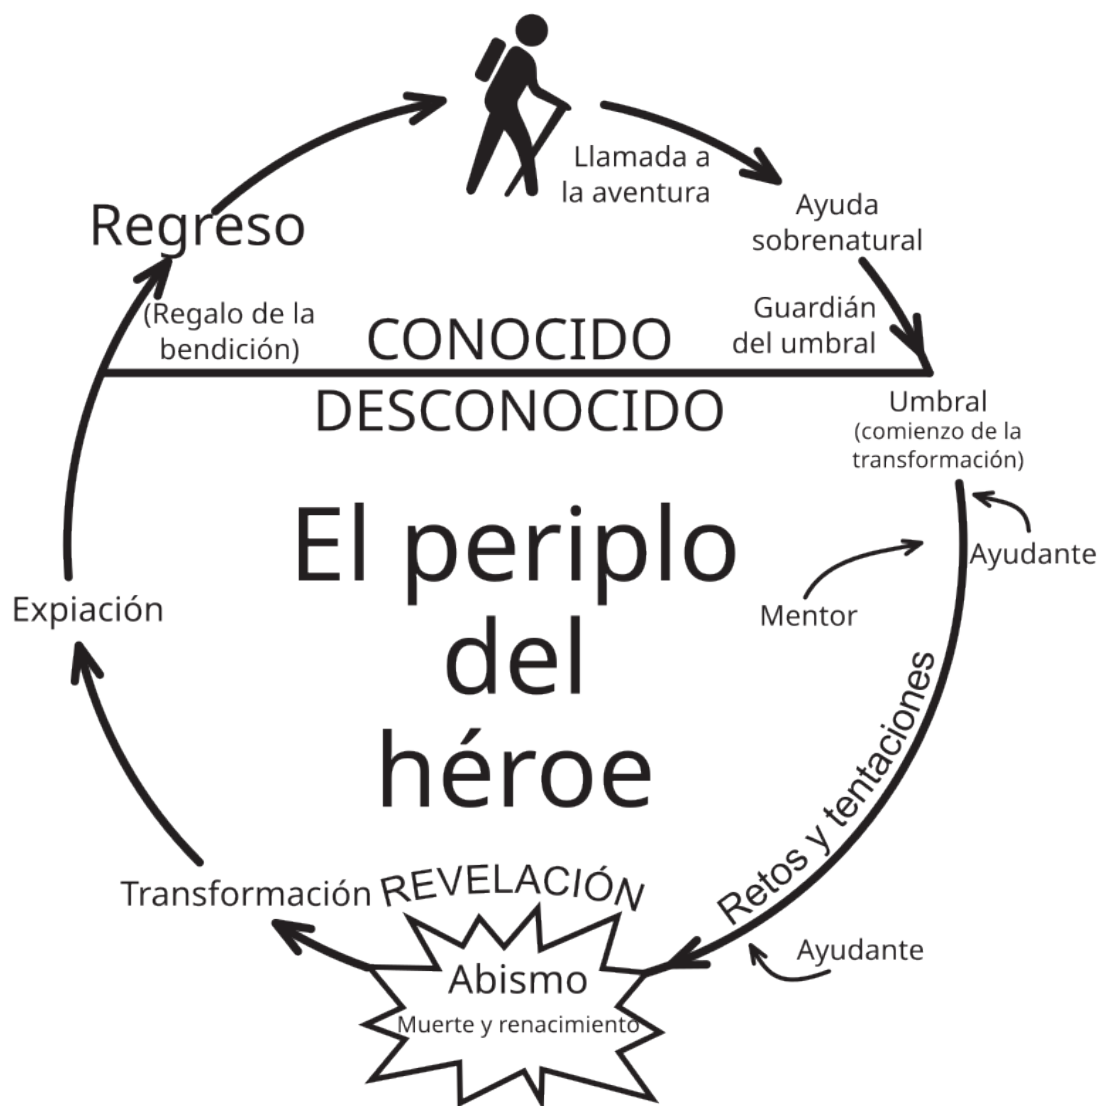 Llamada a
la aventura
Ayuda
sobrenatural
Regreso
(Regalo de la
bendición)
Guardián
del umbral
CONOCIDO
DESCONOCIDO
Umbral
(comienzo de la
transformación)
El periplo
del
héroe
Ayudante
Mentor
Expiación
Retos y tentaciones
Transformación
REVELACIÓN
Ayudante
Abismo
Muerte y renacimiento